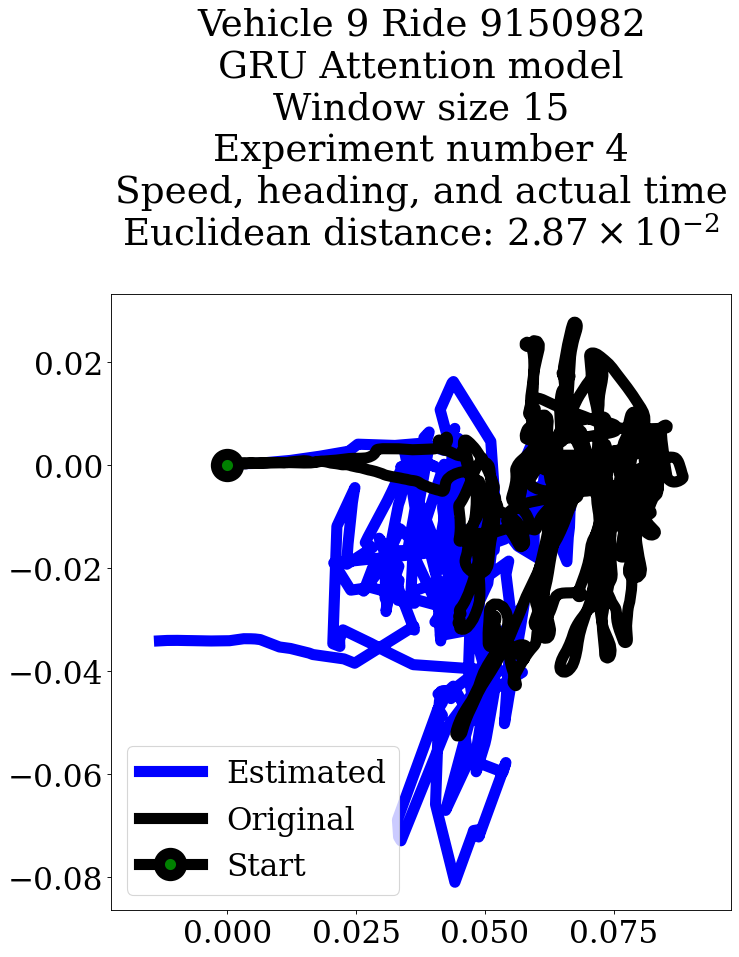 Vehicle 9 Ride 9150982
GRU Attention model
Window size 15
Experiment number 4
Speed, heading, and actual time
Euclidean distance: 2.87 × 10⁻²
0.02
0.00
−0.02
−0.04
−0.06
−0.08
Estimated
Original
Start
0.000 0.025 0.050 0.075